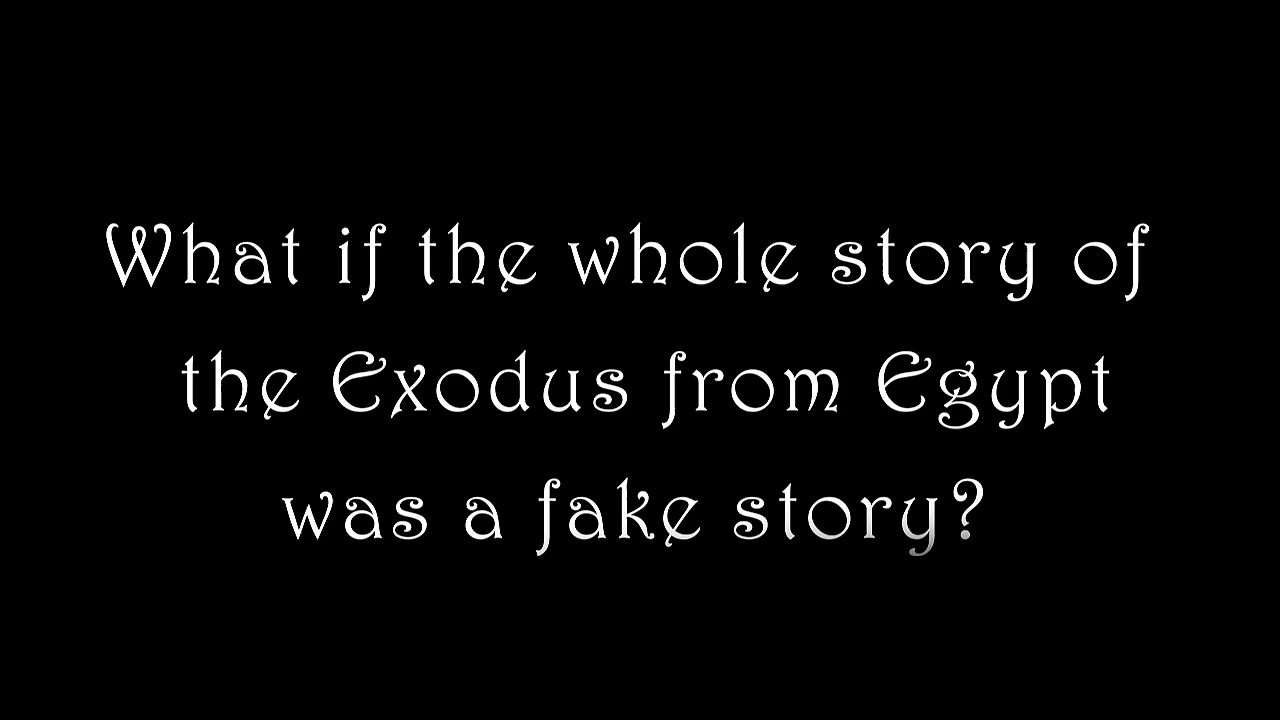 What if the whole story of
the Exodus from Egypt
was a fake story?